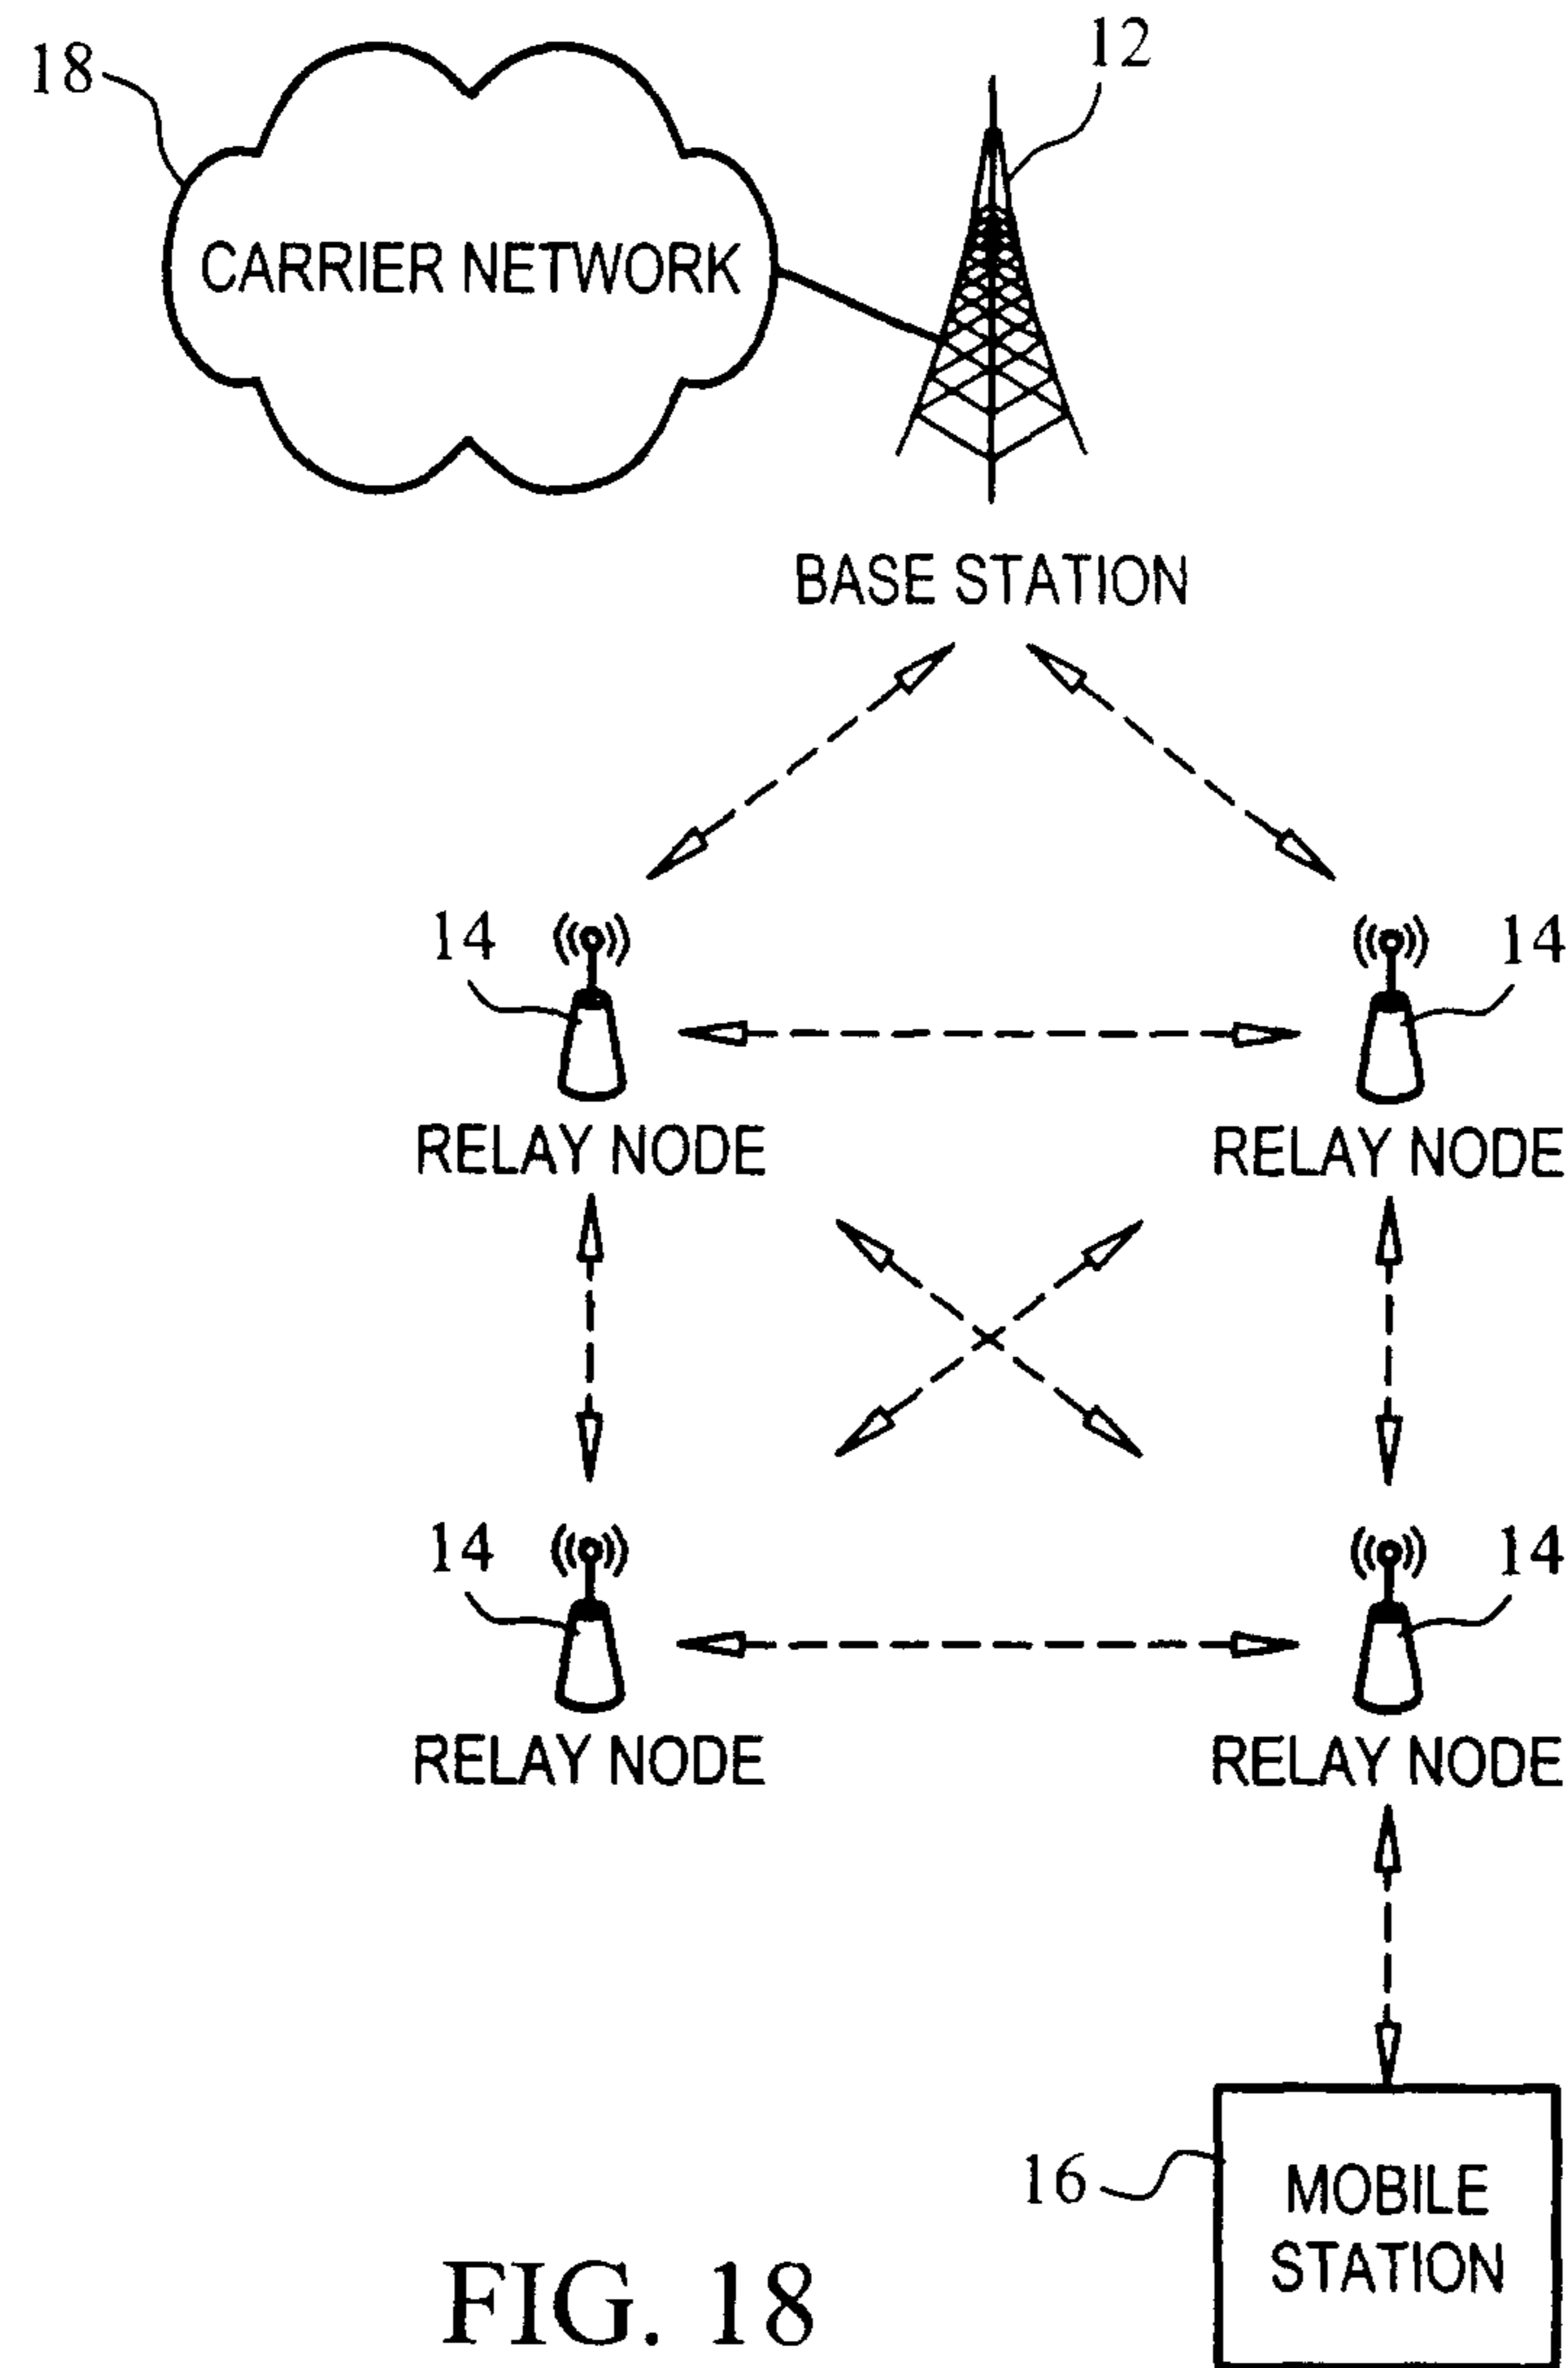 18
12
CARRIER NETWORK
BASE STATION
14
14
RELAY NODE
RELAY NODE
14
14
RELAY NODE
RELAY NODE
16
MOBILE
STATION
FIG. 18